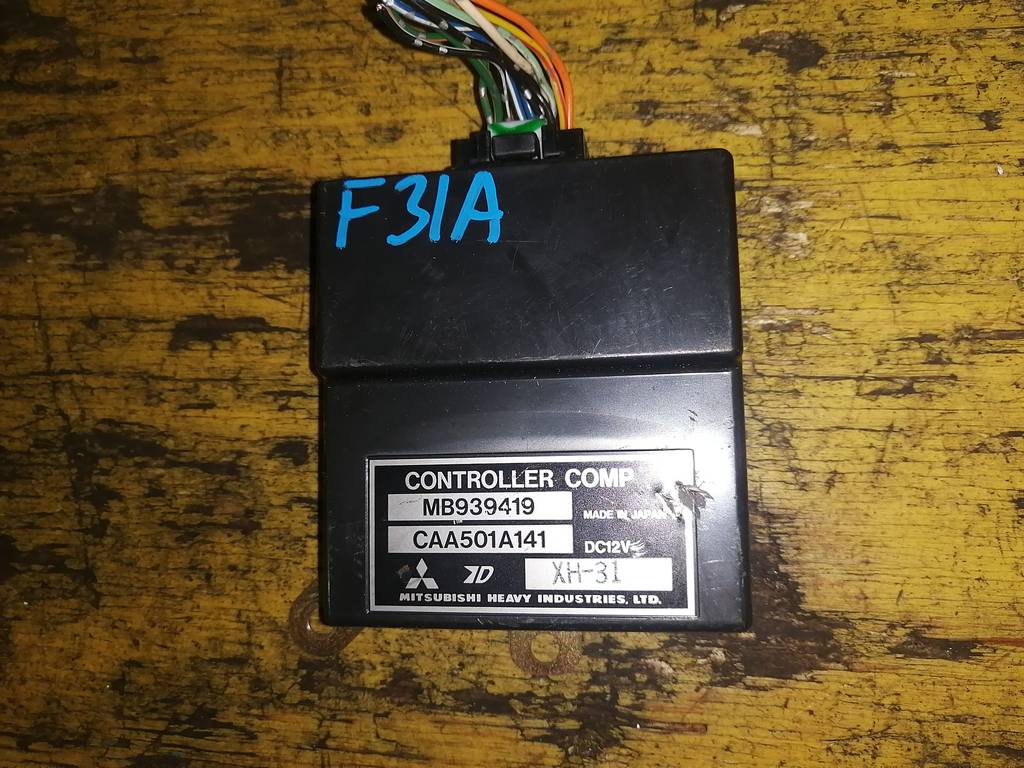 F31A
CONTROLLER COMP
MB939419
MADE IN JAPAN
CAA501A141
DC12V
XH-31
MITSUBISHI HEAVY INDUSTRIES, LTD.